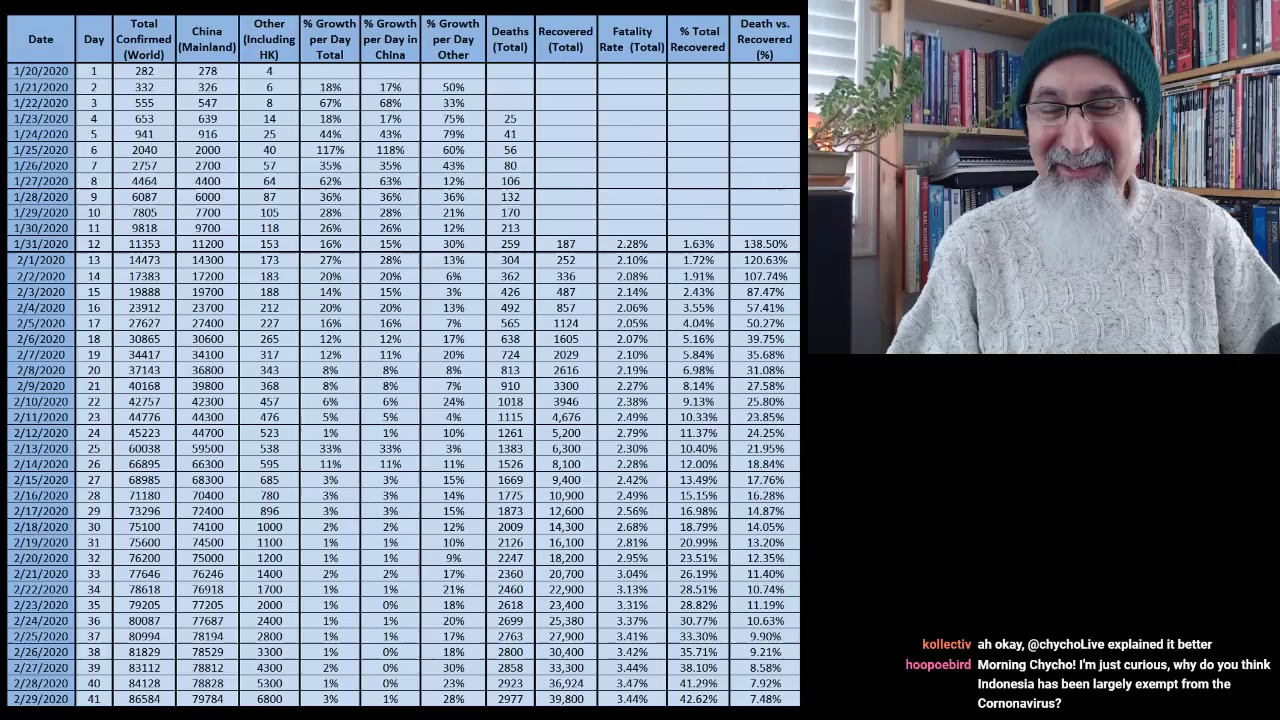 Date Day Total Confirmed (World) China (Mainland) Other (Including HK) % Growth per Day Total % Growth per Day in China % Growth per Day Other Deaths (Total) Recovered (Total) Fatality Rate (Total) % Total Recovered Death vs. Recovered (%)
1/20/2020 1 282 278 4
1/21/2020 2 332 326 6 18% 17% 50%
1/22/2020 3 555 547 8 67% 68% 33%
1/23/2020 4 653 639 14 18% 17% 75% 25
1/24/2020 5 941 916 25 44% 43% 79% 41
1/25/2020 6 2040 2000 40 117% 118% 60% 56
1/26/2020 7 2757 2700 57 35% 35% 43% 80
1/27/2020 8 4464 4400 64 62% 63% 12% 106
1/28/2020 9 6087 6000 87 36% 36% 36% 132
1/29/2020 10 7805 7700 105 28% 28% 21% 170
1/30/2020 11 9818 9700 118 26% 26% 12% 213
1/31/2020 12 11353 11200 153 16% 15% 30% 259 187 2.28% 1.63% 138.50%
2/1/2020 13 14473 14300 173 27% 28% 13% 304 252 2.10% 1.72% 120.63%
2/2/2020 14 17383 17200 183 20% 20% 6% 362 336 2.08% 1.91% 107.74%
2/3/2020 15 19888 19700 188 14% 15% 3% 426 487 2.14% 2.43% 87.47%
2/4/2020 16 23912 23700 212 20% 20% 13% 492 857 2.06% 3.55% 57.41%
2/5/2020 17 27627 27400 227 16% 16% 7% 565 1124 2.05% 4.04% 50.27%
2/6/2020 18 30865 30600 265 12% 12% 17% 638 1605 2.07% 5.16% 39.75%
2/7/2020 19 34417 34100 317 12% 11% 20% 724 2029 2.10% 5.84% 35.68%
2/8/2020 20 37143 36800 343 8% 8% 8% 813 2616 2.19% 6.98% 31.08%
2/9/2020 21 40168 39800 368 8% 8% 7% 910 3300 2.27% 8.14% 27.58%
2/10/2020 22 42757 42300 457 6% 6% 24% 1018 3946 2.38% 9.13% 25.80%
2/11/2020 23 44776 44300 476 5% 5% 4% 1115 4,676 2.49% 10.33% 23.85%
2/12/2020 24 45223 44700 523 1% 1% 10% 1261 5,200 2.79% 11.37% 24.25%
2/13/2020 25 60038 59500 538 33% 33% 3% 1383 6,300 2.30% 10.40% 21.95%
2/14/2020 26 66895 66300 595 11% 11% 11% 1526 8,100 2.28% 12.00% 18.84%
2/15/2020 27 68985 68300 685 3% 3% 15% 1669 9,400 2.42% 13.49% 17.76%
2/16/2020 28 71180 70400 780 3% 3% 14% 1775 10,900 2.49% 15.15% 16.28%
2/17/2020 29 73296 72400 896 3% 3% 15% 1873 12,600 2.56% 16.98% 14.87%
2/18/2020 30 75100 74100 1000 2% 2% 12% 2009 14,300 2.68% 18.79% 14.05%
2/19/2020 31 75600 74500 1100 1% 1% 10% 2126 16,100 2.81% 20.99% 13.20%
2/20/2020 32 76200 75000 1200 1% 1% 9% 2247 18,200 2.95% 23.51% 12.35%
2/21/2020 33 77646 76246 1400 2% 2% 17% 2360 20,700 3.04% 26.19% 11.40%
2/22/2020 34 78618 76918 1700 1% 1% 21% 2460 22,900 3.13% 28.51% 10.74%
2/23/2020 35 79205 77205 2000 1% 0% 18% 2618 23,400 3.31% 28.82% 11.19%
2/24/2020 36 80087 77687 2400 1% 1% 20% 2699 25,380 3.37% 30.77% 10.63%
2/25/2020 37 80994 78194 2800 1% 1% 17% 2763 27,900 3.41% 33.30% 9.90%
2/26/2020 38 81829 78529 3300 1% 0% 18% 2800 30,400 3.42% 35.71% 9.21%
2/27/2020 39 83112 78812 4300 2% 0% 30% 2858 33,300 3.44% 38.10% 8.58%
2/28/2020 40 84128 78828 5300 1% 0% 23% 2923 36,924 3.47% 41.29% 7.92%
2/29/2020 41 86584 79784 6800 3% 1% 28% 2977 39,800 3.44% 42.62% 7.48%
kollectiv ah okay, @chychoLive explained it better
hoopoebird Morning Chycho! I'm just curious, why do you think
Indonesia has been largely exempt from the
Cornonavirus?